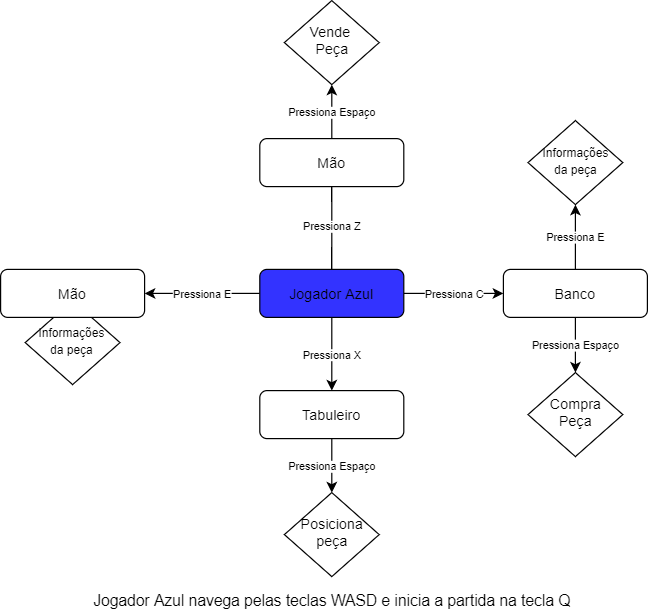 Vende
Peça
Pressiona Espaço
Mão
Pressiona Z
Informações
da peça
Pressiona E
Mão
Pressiona E
Jogador Azul
Pressiona C
Banco
Informações
da peça
Pressiona X
Pressiona Espaço
Tabuleiro
Compra
Peça
Pressiona Espaço
Posiciona
peça
Jogador Azul navega pelas teclas WASD e inicia a partida na tecla Q